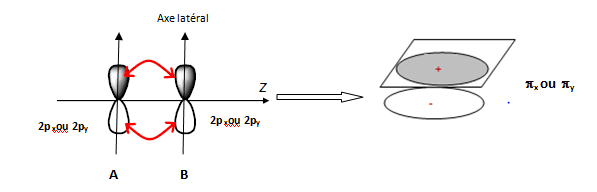 Axe latéral
Z
+
-
πx ou πy
2pxou 2py
2pxou 2py
A
B